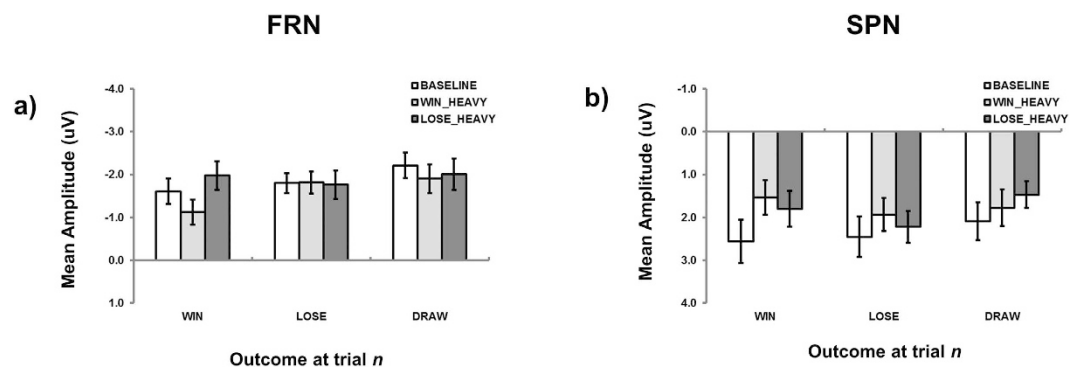 FRN
SPN
a)
Mean Amplitude (uV)
-4.0
-3.0
-2.0
-1.0
0.0
1.0
BASELINE
WIN_HEAVY
LOSE_HEAVY
WIN LOSE DRAW
Outcome at trial n
b)
Mean Amplitude (uV)
-1.0
0.0
1.0
2.0
3.0
4.0
BASELINE
WIN_HEAVY
LOSE_HEAVY
WIN LOSE DRAW
Outcome at trial n